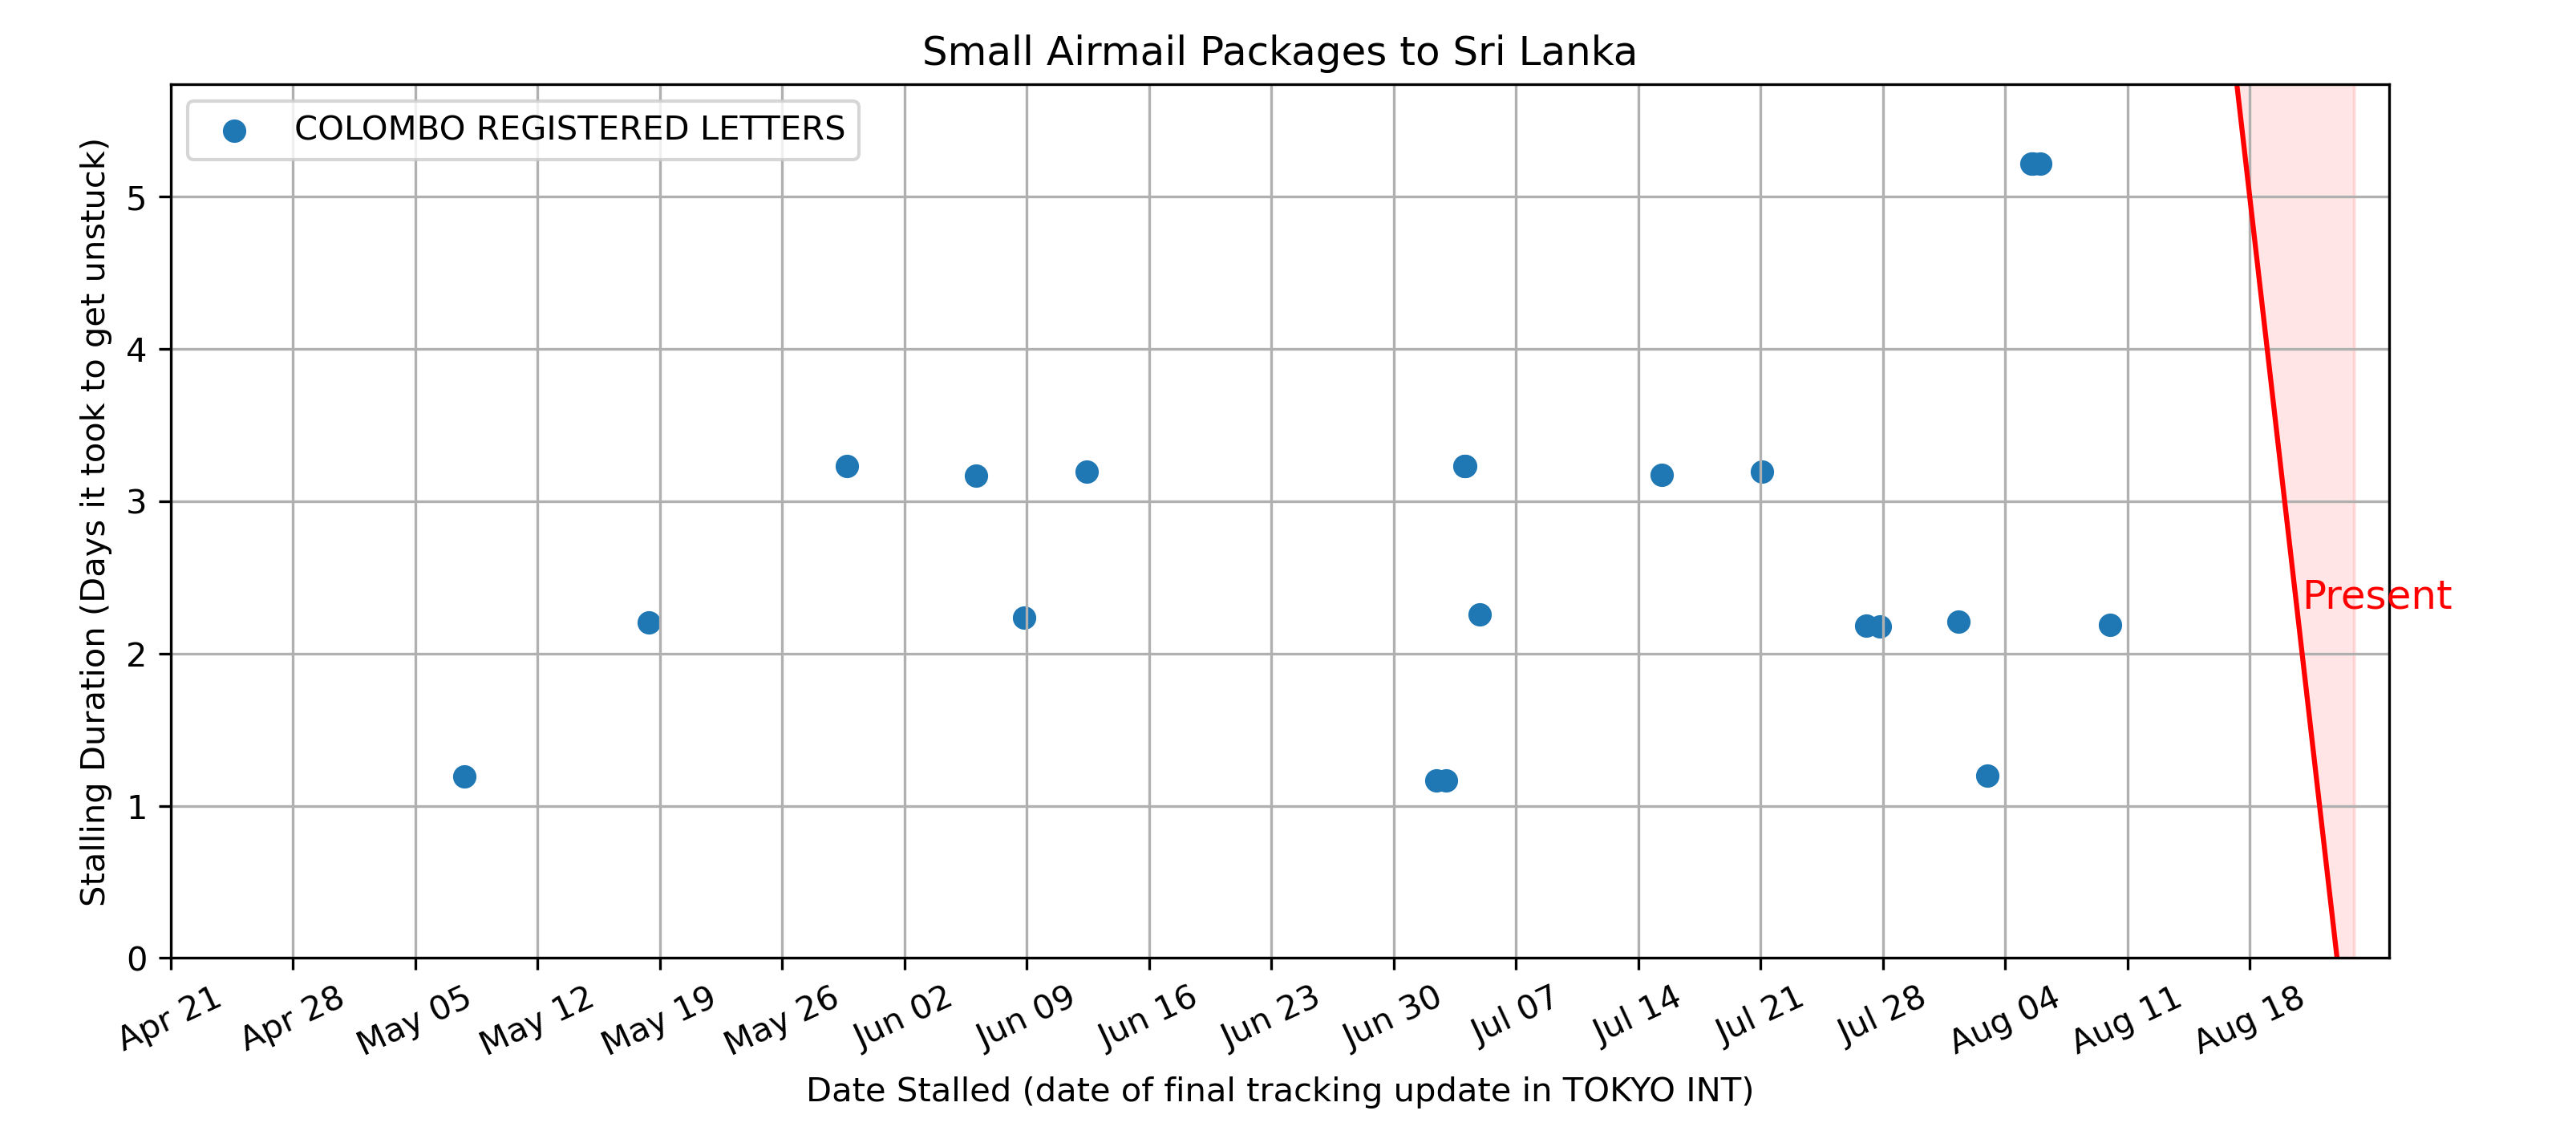 Small Airmail Packages to Sri Lanka
COLOMBO REGISTERED LETTERS
Stalling Duration (Days it took to get unstuck)
5
4
3
2
1
0
Present
Apr 21
Apr 28
May 05
May 12
May 19
May 26
Jun 02
Jun 09
Jun 16
Jun 23
Jun 30
Jul 07
Jul 14
Jul 21
Jul 28
Aug 04
Aug 11
Aug 18
Date Stalled (date of final tracking update in TOKYO INT)